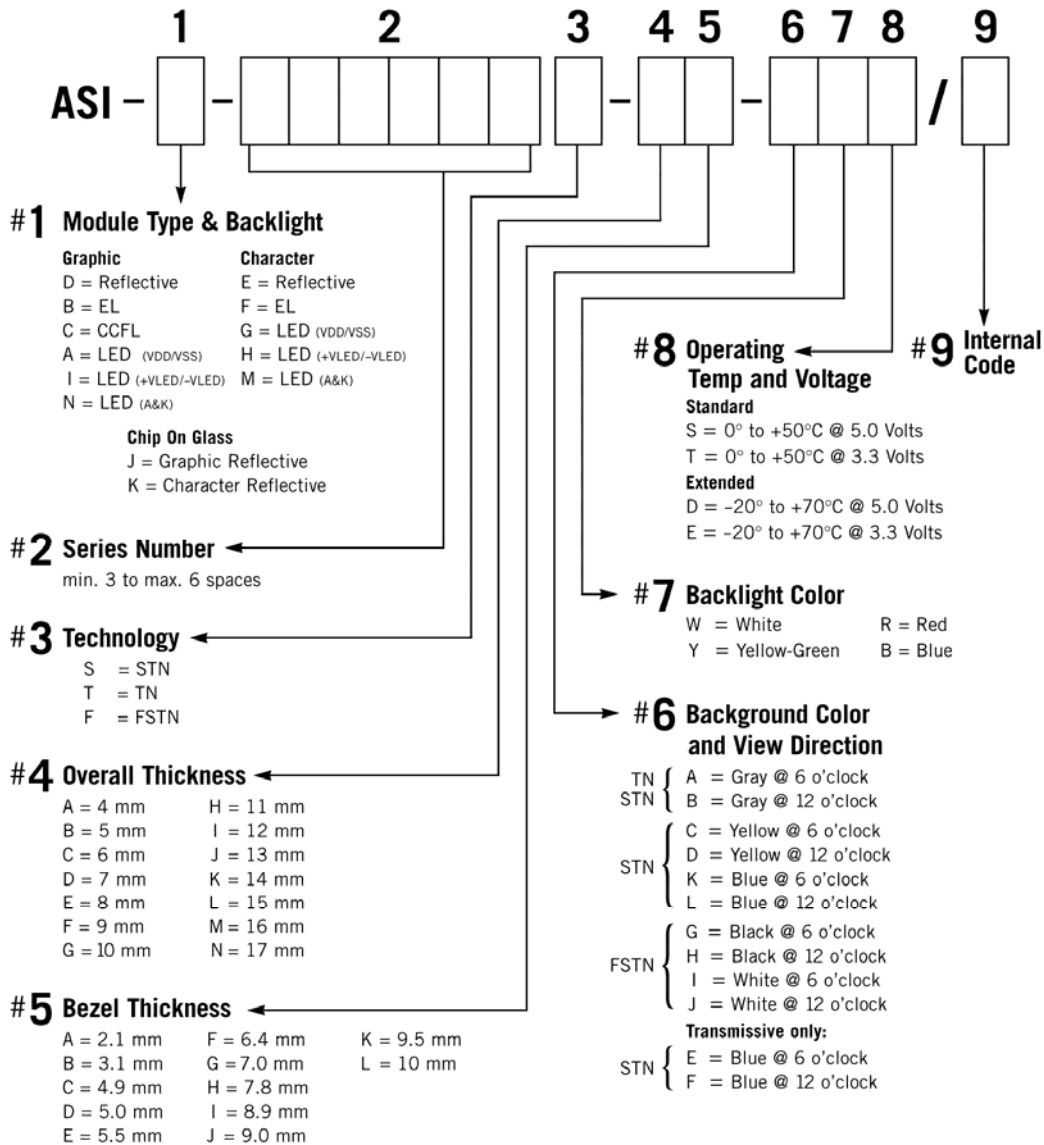 1 2 3 4 5 6 7 8 9
ASI – – – – /
#1 Module Type & Backlight
Graphic
D = Reflective
B = EL
C = CCFL
A = LED (VDD/VSS)
I = LED (+VLED/–VLED)
N = LED (A&K)
Character
E = Reflective
F = EL
G = LED (VDD/VSS)
H = LED (+VLED/–VLED)
M = LED (A&K)
Chip On Glass
J = Graphic Reflective
K = Character Reflective
#2 Series Number
min. 3 to max. 6 spaces
#3 Technology
S = STN
T = TN
F = FSTN
#4 Overall Thickness
A = 4 mm
B = 5 mm
C = 6 mm
D = 7 mm
E = 8 mm
F = 9 mm
G = 10 mm
H = 11 mm
I = 12 mm
J = 13 mm
K = 14 mm
L = 15 mm
M = 16 mm
N = 17 mm
#5 Bezel Thickness
A = 2.1 mm
B = 3.1 mm
C = 4.9 mm
D = 5.0 mm
E = 5.5 mm
F = 6.4 mm
G = 7.0 mm
H = 7.8 mm
I = 8.9 mm
J = 9.0 mm
K = 9.5 mm
L = 10 mm
#8 Operating
Temp and Voltage
Standard
S = 0° to +50°C @ 5.0 Volts
T = 0° to +50°C @ 3.3 Volts
Extended
D = –20° to +70°C @ 5.0 Volts
E = –20° to +70°C @ 3.3 Volts
#9 Internal
Code
#7 Backlight Color
W = White
Y = Yellow-Green
R = Red
B = Blue
#6 Background Color
and View Direction
TN
STN
A = Gray @ 6 o'clock
B = Gray @ 12 o'clock
STN
C = Yellow @ 6 o'clock
D = Yellow @ 12 o'clock
K = Blue @ 6 o'clock
L = Blue @ 12 o'clock
FSTN
G = Black @ 6 o'clock
H = Black @ 12 o'clock
I = White @ 6 o'clock
J = White @ 12 o'clock
Transmissive only:
STN
E = Blue @ 6 o'clock
F = Blue @ 12 o'clock